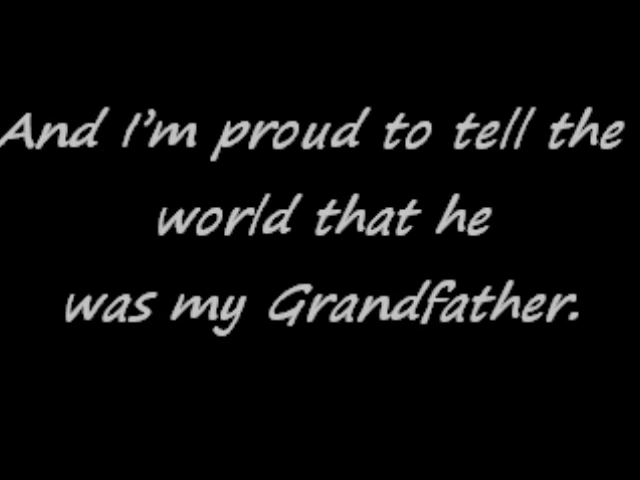 And I'm proud to tell the
world that he
was my Grandfather.